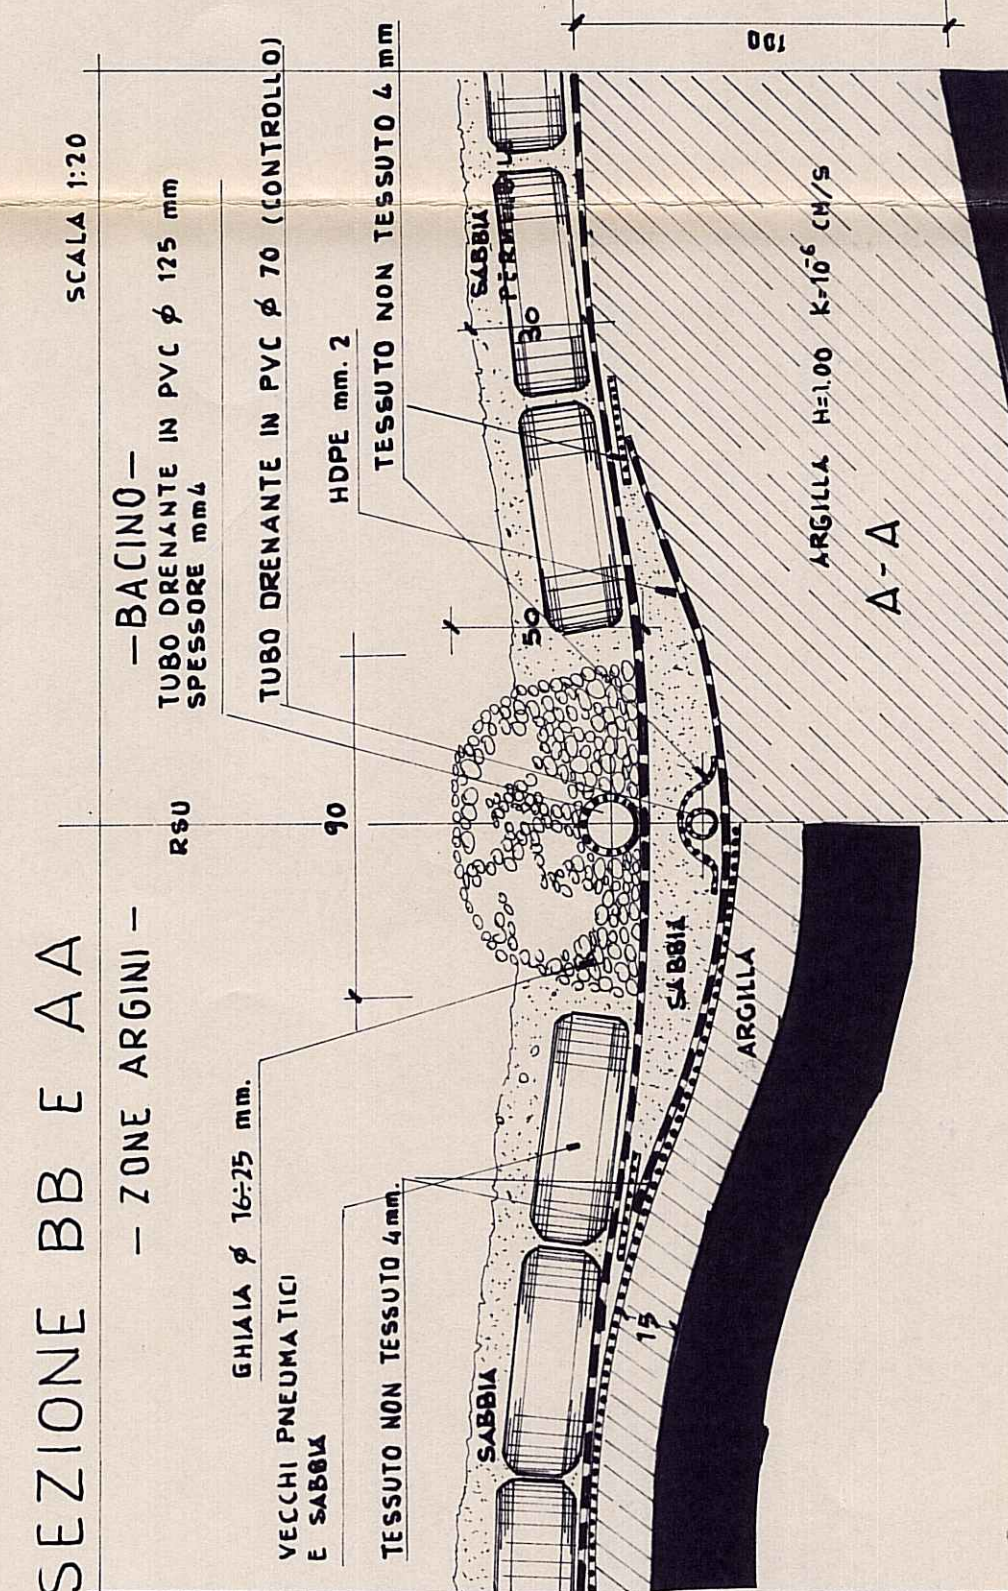 SEZIONE BB E AA
SCALA 1:20
— ZONE ARGINI —
— BACINO —
RSU
TUBO DRENANTE IN PVC ⌀ 125 mm
SPESSORE mm4
GHIAIA ⌀ 16÷25 mm.
TUBO DRENANTE IN PVC ⌀ 70 (CONTROLLO)
VECCHI PNEUMATICI
E SABBIA
90
HDPE mm. 2
TESSUTO NON TESSUTO 4mm
TESSUTO NON TESSUTO 4 mm
SABBIA
SABBIA
PERMEABILE
50
30
15
SABBIA
ARGILLA
100
ARGILLA H=1.00 K=10⁻⁶ CM/S
A - A